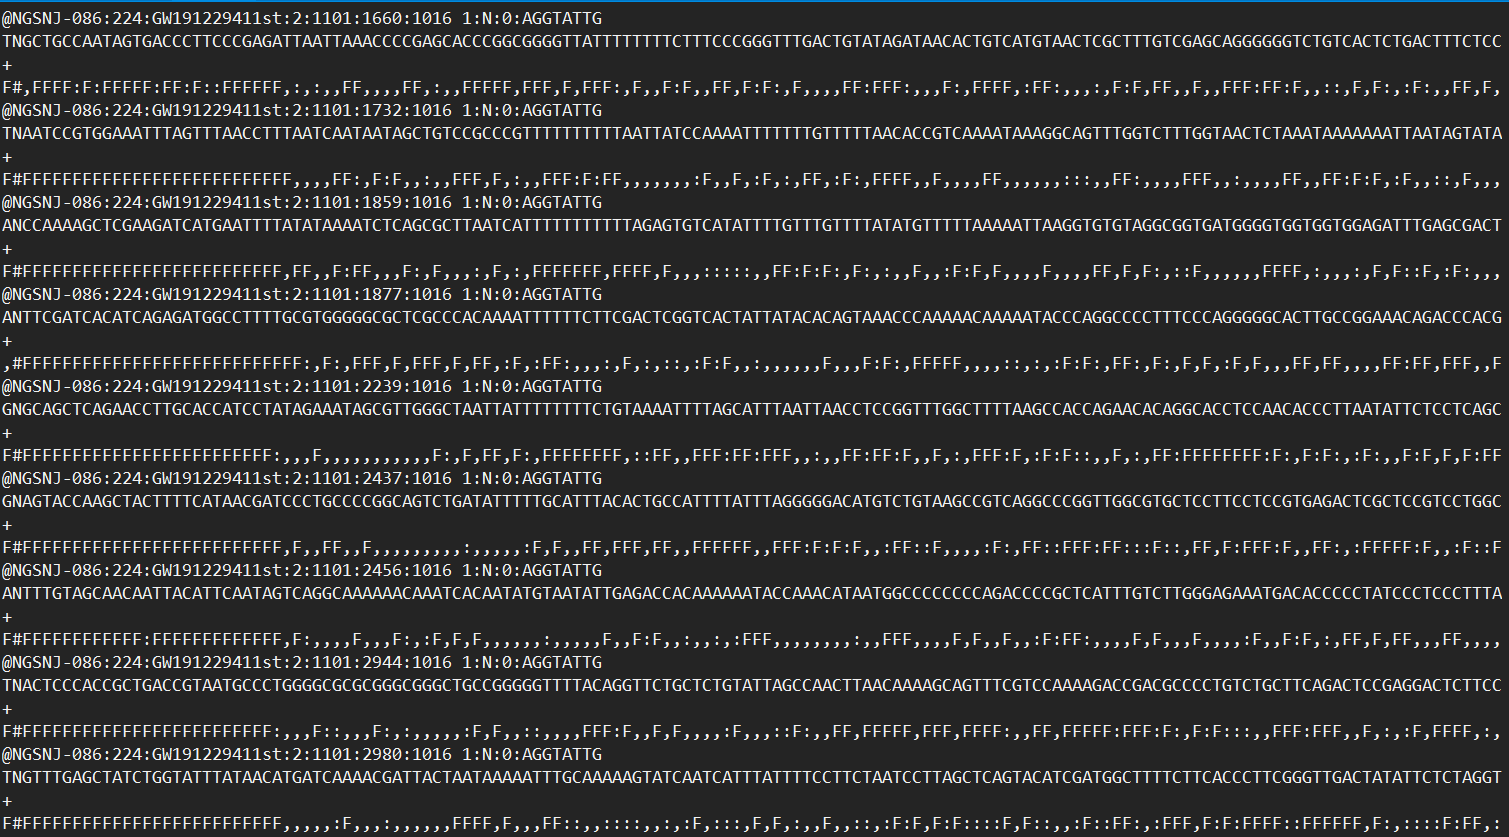 @NGSNJ-086:224:GW191229411st:2:1101:1660:1016 1:N:0:AGGTATTG
TNGCTGCCAATAGTGACCCTTCCCGAGATTAATTAAACCCCGAGCACCCGGCGGGGTTATTTTTTTTCTTTCCCGGGTTTGACTGTATAGATAACACTGTCATGTAACTCGCTTTGTCGAGCAGGGGGGTCTGTCACTCTGACTTTCTCC
+
F#,FFFF:F:FFFFF:FF:F::FFFFFF,:,:,,FF,,,,FF,:,,FFFFF,FFF,F,FFF:,F,,F:F,,FF,F:F:,F,,,,FF:FFF:,,,F:,FFFF,:FF:,,,:,F:F,FF,,F,,FFF:FF:F,,::,F,F:,:F:,,FF,F,
@NGSNJ-086:224:GW191229411st:2:1101:1732:1016 1:N:0:AGGTATTG
TNAATCCGTGGAAATTTAGTTTAACCTTTAATCAATAATAGCTGTCCGCCCGTTTTTTTTTTAATTATCCAAAATTTTTTTGTTTTTAACACCGTCAAAATAAAGGCAGTTTGGTCTTTGGTAACTCTAAATAAAAAAATTAATAGTATA
+
F#FFFFFFFFFFFFFFFFFFFFFFFFFFF,,,,FF:,F:F,,:,,FFF,F,:,,FFF:F:FF,,,,,,,:F,,F,:F,:,FF,:F:,FFFF,,F,,,,FF,,,,,,:::,,FF:,,,,FFF,,:,,,,FF,,FF:F:F,:F,,::,F,,,
@NGSNJ-086:224:GW191229411st:2:1101:1859:1016 1:N:0:AGGTATTG
ANCCAAAAGCTCGAAGATCATGAATTTTATATAAAATCTCAGCGCTTAATCATTTTTTTTTTTAGAGTGTCATATTTTGTTTGTTTTATATGTTTTTAAAAATTAAGGTGTGTAGGCGGTGATGGGGTGGTGGTGGAGATTTGAGCGACT
+
F#FFFFFFFFFFFFFFFFFFFFFFFFFF,FF,,F:FF,,,F:,F,,,:,F,:,FFFFFFF,FFFF,F,,,:::::,,FF:F:F:,F:,:,,F,,:F:F,F,,,,F,,,,FF,F,F:,::F,,,,,,FFFF,:,,,:,F,F::F,:F:,,,
@NGSNJ-086:224:GW191229411st:2:1101:1877:1016 1:N:0:AGGTATTG
ANTTCGATCACATCAGAGATGGCCTTTTGCGTGGGGGCGCTCGCCCACAAAATTTTTTCTTCGACTCGGTCACTATTATACACAGTAAACCCAAAAACAAAAATACCCAGGCCCCTTTCCCAGGGGGCACTTGCCGGAAACAGACCCACG
+
,#FFFFFFFFFFFFFFFFFFFFFFFFFFFF:,F:,FFF,F,FFF,F,FF,:F,:FF:,,,:,F,:,::,:F:F,,:,,,,,,F,,,F:F:,FFFFF,,,,::,:,:F:F:,FF:,F:,F,F,:F,F,,,FF,FF,,,,FF:FF,FFF,,F
@NGSNJ-086:224:GW191229411st:2:1101:2239:1016 1:N:0:AGGTATTG
GNGCAGCTCAGAACCTTGCACCATCCTATAGAAATAGCGTTGGGCTAATTATTTTTTTTCTGTAAAATTTTAGCATTTAATTAACCTCCGGTTTGGCTTTTAAGCCACCAGAACACAGGCACCTCCAACACCCTTAATATTCTCCTCAGC
+
F#FFFFFFFFFFFFFFFFFFFFFFFFF:,,,F,,,,,,,,,,,F:,F,FF,F:,FFFFFFFF,::FF,,FFF:FF:FFF,,:,,FF:FF:F,,F,:,FFF:F,:F:F::,,F,:,FF:FFFFFFFF:F:,F:F:,:F:,,F:F,F,F:FF
@NGSNJ-086:224:GW191229411st:2:1101:2437:1016 1:N:0:AGGTATTG
GNAGTACCAAGCTACTTTTCATAACGATCCCTGCCCCGGCAGTCTGATATTTTTGCATTTACACTGCCATTTTATTTAGGGGGACATGTCTGTAAGCCGTCAGGCCCGGTTGGCGTGCTCCTTCCTCCGTGAGACTCGCTCCGTCCTGGC
+
F#FFFFFFFFFFFFFFFFFFFFFFFFFF,F,,FF,,F,,,,,,,,,:,,,,,:F,F,,FF,FFF,FF,,FFFFFF,,FFF:F:F:F,,:FF::F,,,,:F:,FF::FFF:FF:::F::,FF,F:FFF:F,,FF:,:FFFFF:F,,:F::F
@NGSNJ-086:224:GW191229411st:2:1101:2456:1016 1:N:0:AGGTATTG
ANTTTGTAGCAACAATTACATTCAATAGTCAGGCAAAAAACAAATCACAATATGTAATATTGAGACCACAAAAAATACCAAACATAATGGCCCCCCCCAGACCCCGCTCATTTGTCTTGGGAGAAATGACACCCCCTATCCCTCCCTTTA
+
F#FFFFFFFFFFFF:FFFFFFFFFFFFF,F:,,,,F,,,F:,:F,F,F,,,,,,:,,,,,F,,F:F,,:,,:,:FFF,,,,,,,,:,,FFF,,,,F,F,,F,,:F:FF:,,,,F,F,,,F,,,,:F,,F:F,:,FF,F,FF,,,FF,,,,
@NGSNJ-086:224:GW191229411st:2:1101:2944:1016 1:N:0:AGGTATTG
TNACTCCCACCGCTGACCGTAATGCCCTGGGGCGCGCGGGCGGGCTGCCGGGGGTTTTACAGGTTCTGCTCTGTATTAGCCAACTTAACAAAAGCAGTTTCGTCCAAAAGACCGACGCCCCTGTCTGCTTCAGACTCCGAGGACTCTTCC
+
F#FFFFFFFFFFFFFFFFFFFFFFFFF:,,,F::,,,F:,:,,,,,:F,F,,::,,,,FFF:F,,F,F,,,,:F,,,::F:,,FF,FFFFF,FFF,FFFF:,,FF,FFFFF:FFF:F:,F:F:::,,FFF:FFF,,F,:,:F,FFFF,:,
@NGSNJ-086:224:GW191229411st:2:1101:2980:1016 1:N:0:AGGTATTG
TNGTTTGAGCTATCTGGTATTTATAACATGATCAAAACGATTACTAATAAAAATTTGCAAAAAGTATCAATCATTTATTTTCCTTCTAATCCTTAGCTCAGTACATCGATGGCTTTTCTTCACCCTTCGGGTTGACTATATTCTCTAGGT
+
F#FFFFFFFFFFFFFFFFFFFFFFFFFF,,,,,:F,,,:,,,,,,FFFF,F,,,FF::,,::::,,:,:F,:::,F,F,:,,F,,::,:F:F,F:F::::F,F::,,:F::FF:,:FFF,F:F:FFFF::FFFFFF,F:,::::F:FF,: